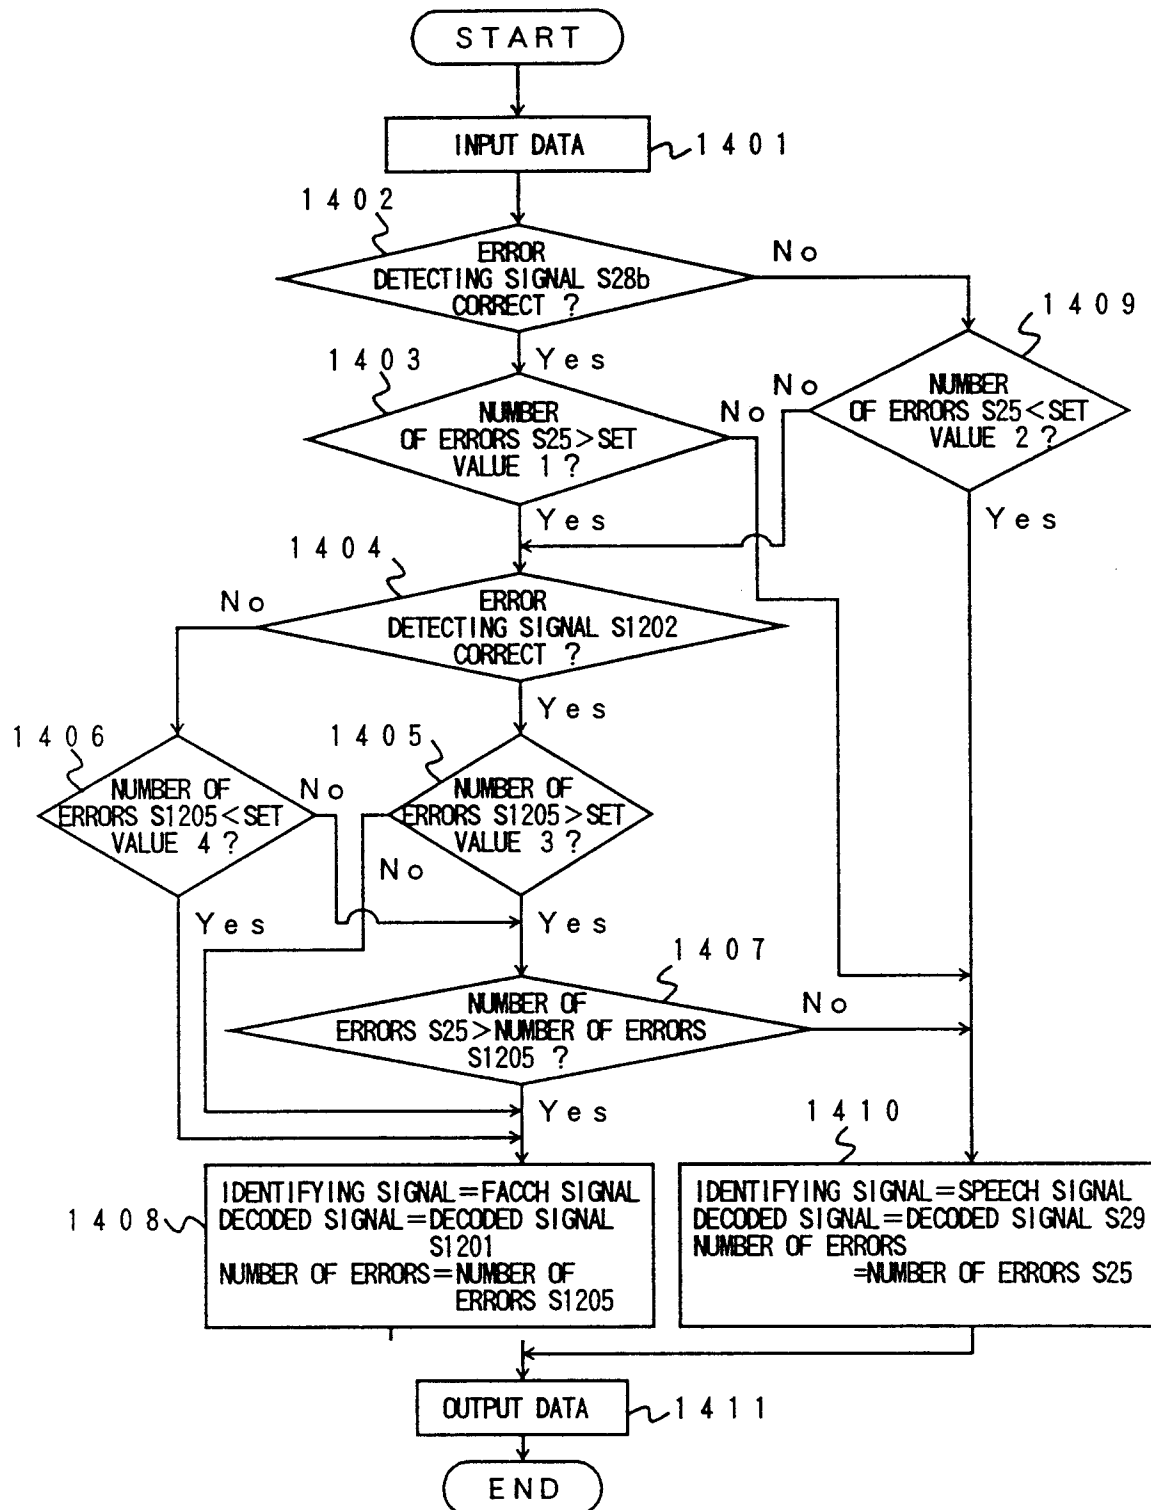 START
INPUT DATA
1401
1402
ERROR
DETECTING SIGNAL S28b
CORRECT ?
No
Yes
1409
NUMBER
OF ERRORS S25<SET
VALUE 2 ?
No
Yes
1403
NUMBER
OF ERRORS S25>SET
VALUE 1 ?
No
Yes
1404
ERROR
DETECTING SIGNAL S1202
CORRECT ?
No
Yes
1406
NUMBER OF
ERRORS S1205<SET
VALUE 4 ?
No
Yes
1405
NUMBER OF
ERRORS S1205>SET
VALUE 3 ?
No
Yes
1407
NUMBER OF
ERRORS S25>NUMBER OF ERRORS
S1205 ?
No
Yes
1408
IDENTIFYING SIGNAL=FACCH SIGNAL
DECODED SIGNAL=DECODED SIGNAL
S1201
NUMBER OF ERRORS=NUMBER OF
ERRORS S1205
1410
IDENTIFYING SIGNAL=SPEECH SIGNAL
DECODED SIGNAL=DECODED SIGNAL S29
NUMBER OF ERRORS
=NUMBER OF ERRORS S25
OUTPUT DATA
1411
END